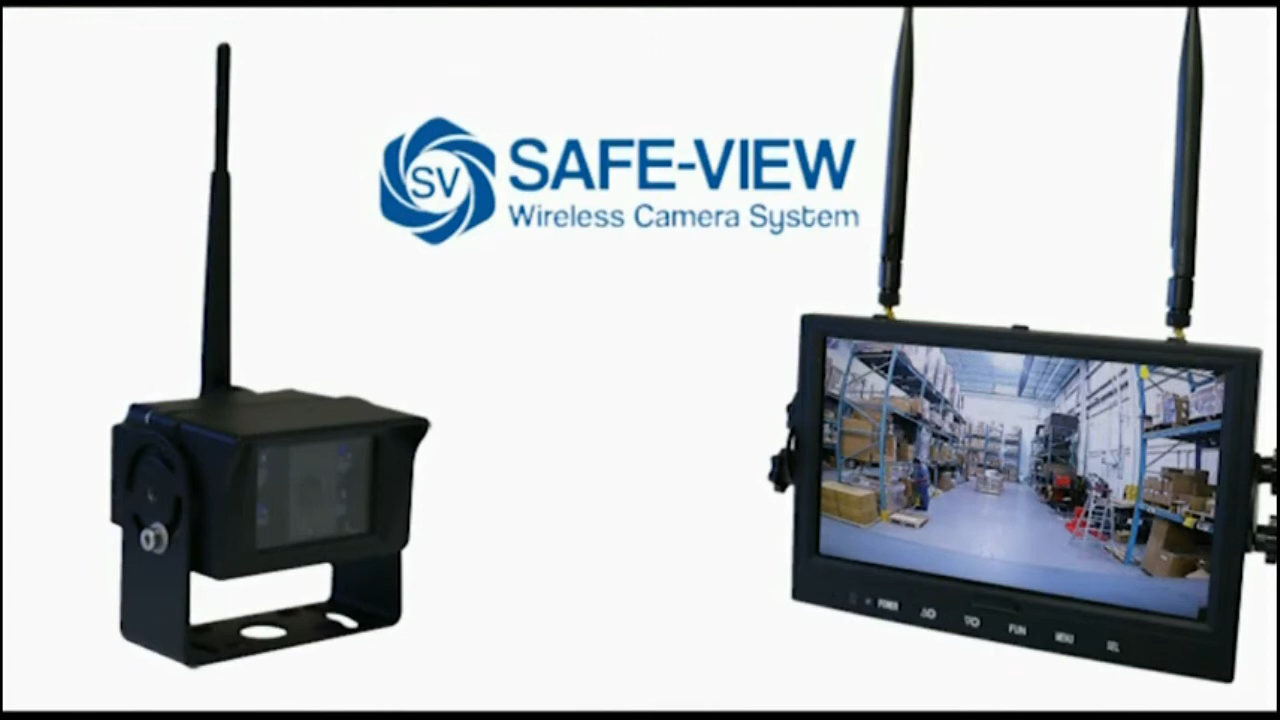 SV
SAFE-VIEW
Wireless Camera System
POWER
FUN
MENU
SEL